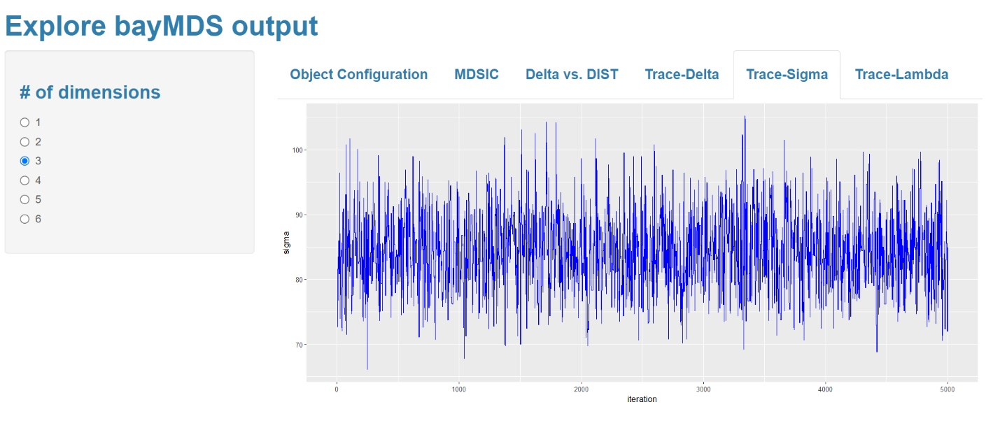 Explore bayMDS output
# of dimensions
1
2
3
4
5
6
Object Configuration MDSIC Delta vs. DIST Trace-Delta Trace-Sigma Trace-Lambda
sigma
100
90
80
70
0 1000 2000 3000 4000 5000
iteration